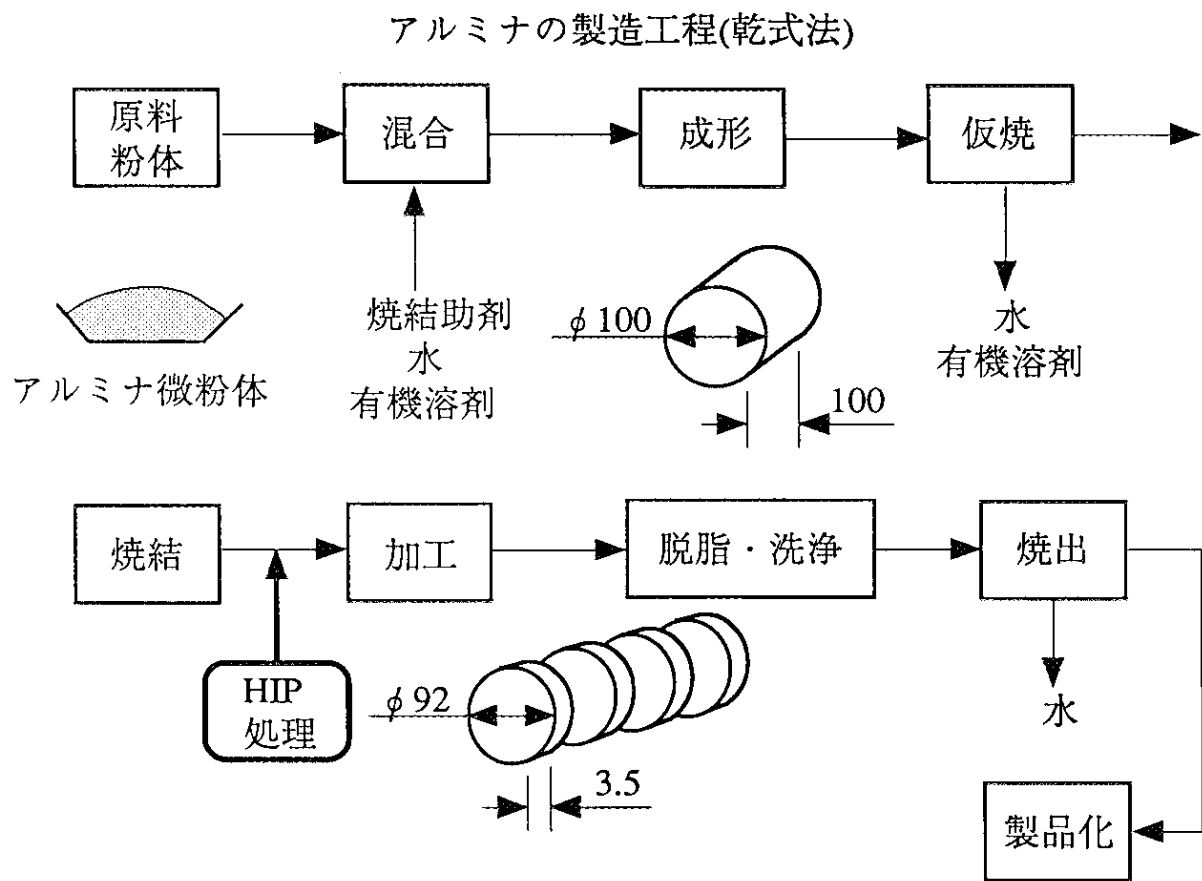 アルミナの製造工程(乾式法)
原料
粉体
混合
成形
仮焼
アルミナ微粉体
焼結助剤
水
有機溶剤
ϕ100
100
水
有機溶剤
焼結
加工
脱脂・洗浄
焼出
HIP
処理
ϕ92
3.5
水
製品化